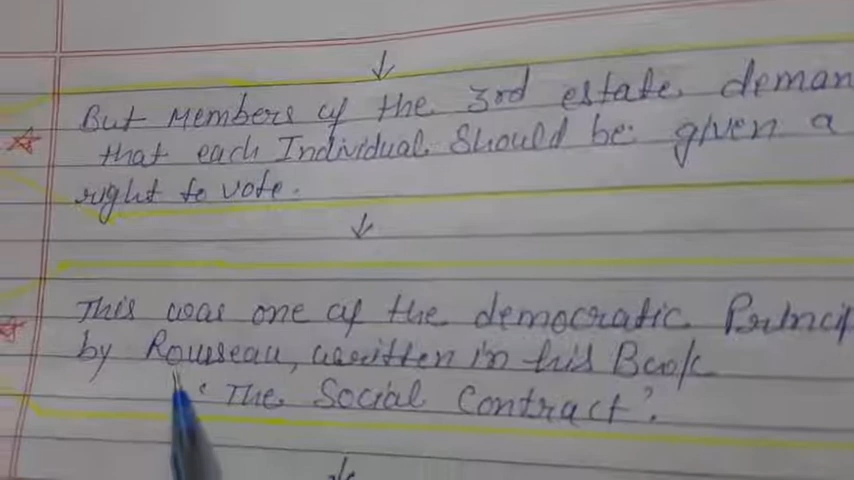 But Members of the 3rd estate deman
that each Individual should be given a
right to vote.
This was one of the democratic Princip
by Rousseau, written in this Book
'The Social Contract'.